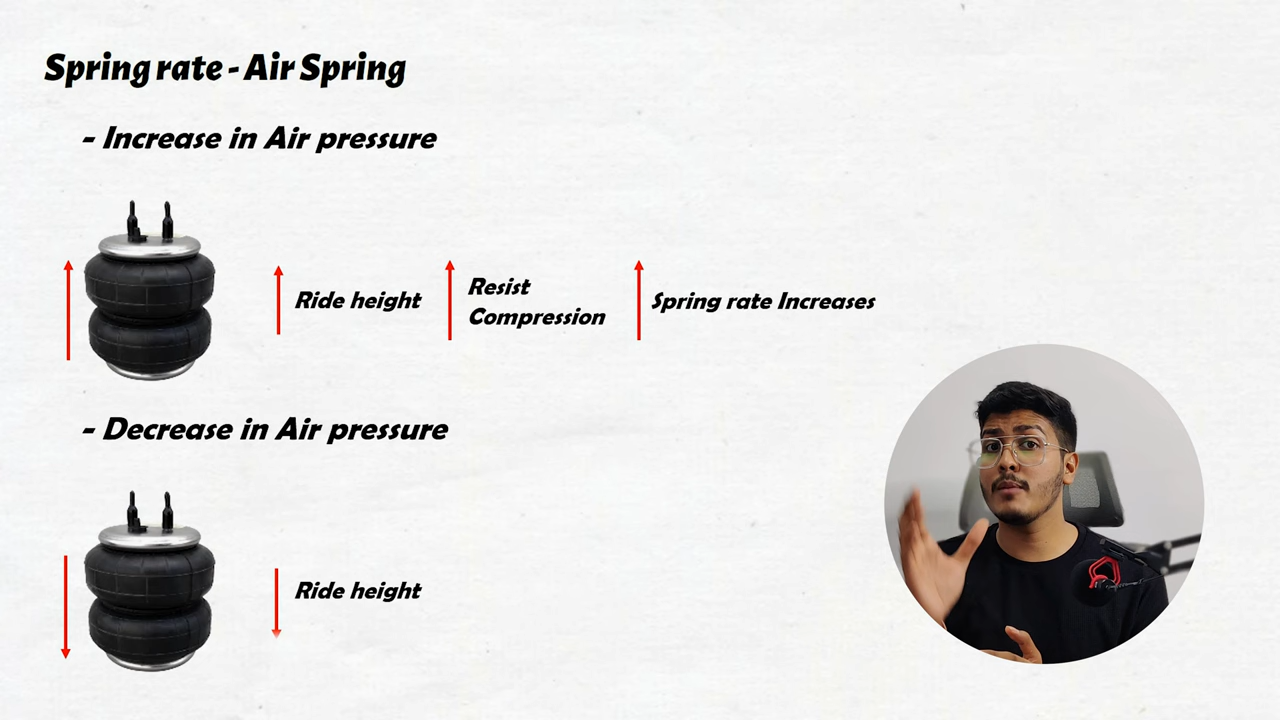 Spring rate - Air Spring
- Increase in Air pressure
Ride height
Resist
Compression
Spring rate Increases
- Decrease in Air pressure
Ride height